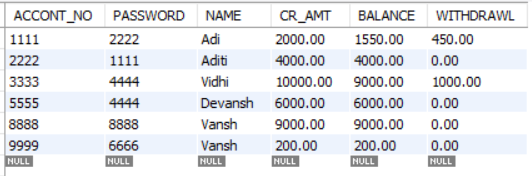 ACCONT_NO PASSWORD NAME CR_AMT BALANCE WITHDRAWL
1111 2222 Adi 2000.00 1550.00 450.00
2222 1111 Aditi 4000.00 4000.00 0.00
3333 4444 Vidhi 10000.00 9000.00 1000.00
5555 4444 Devansh 6000.00 6000.00 0.00
8888 8888 Vansh 9000.00 9000.00 0.00
9999 6666 Vansh 200.00 200.00 0.00
NULL NULL NULL NULL NULL NULL